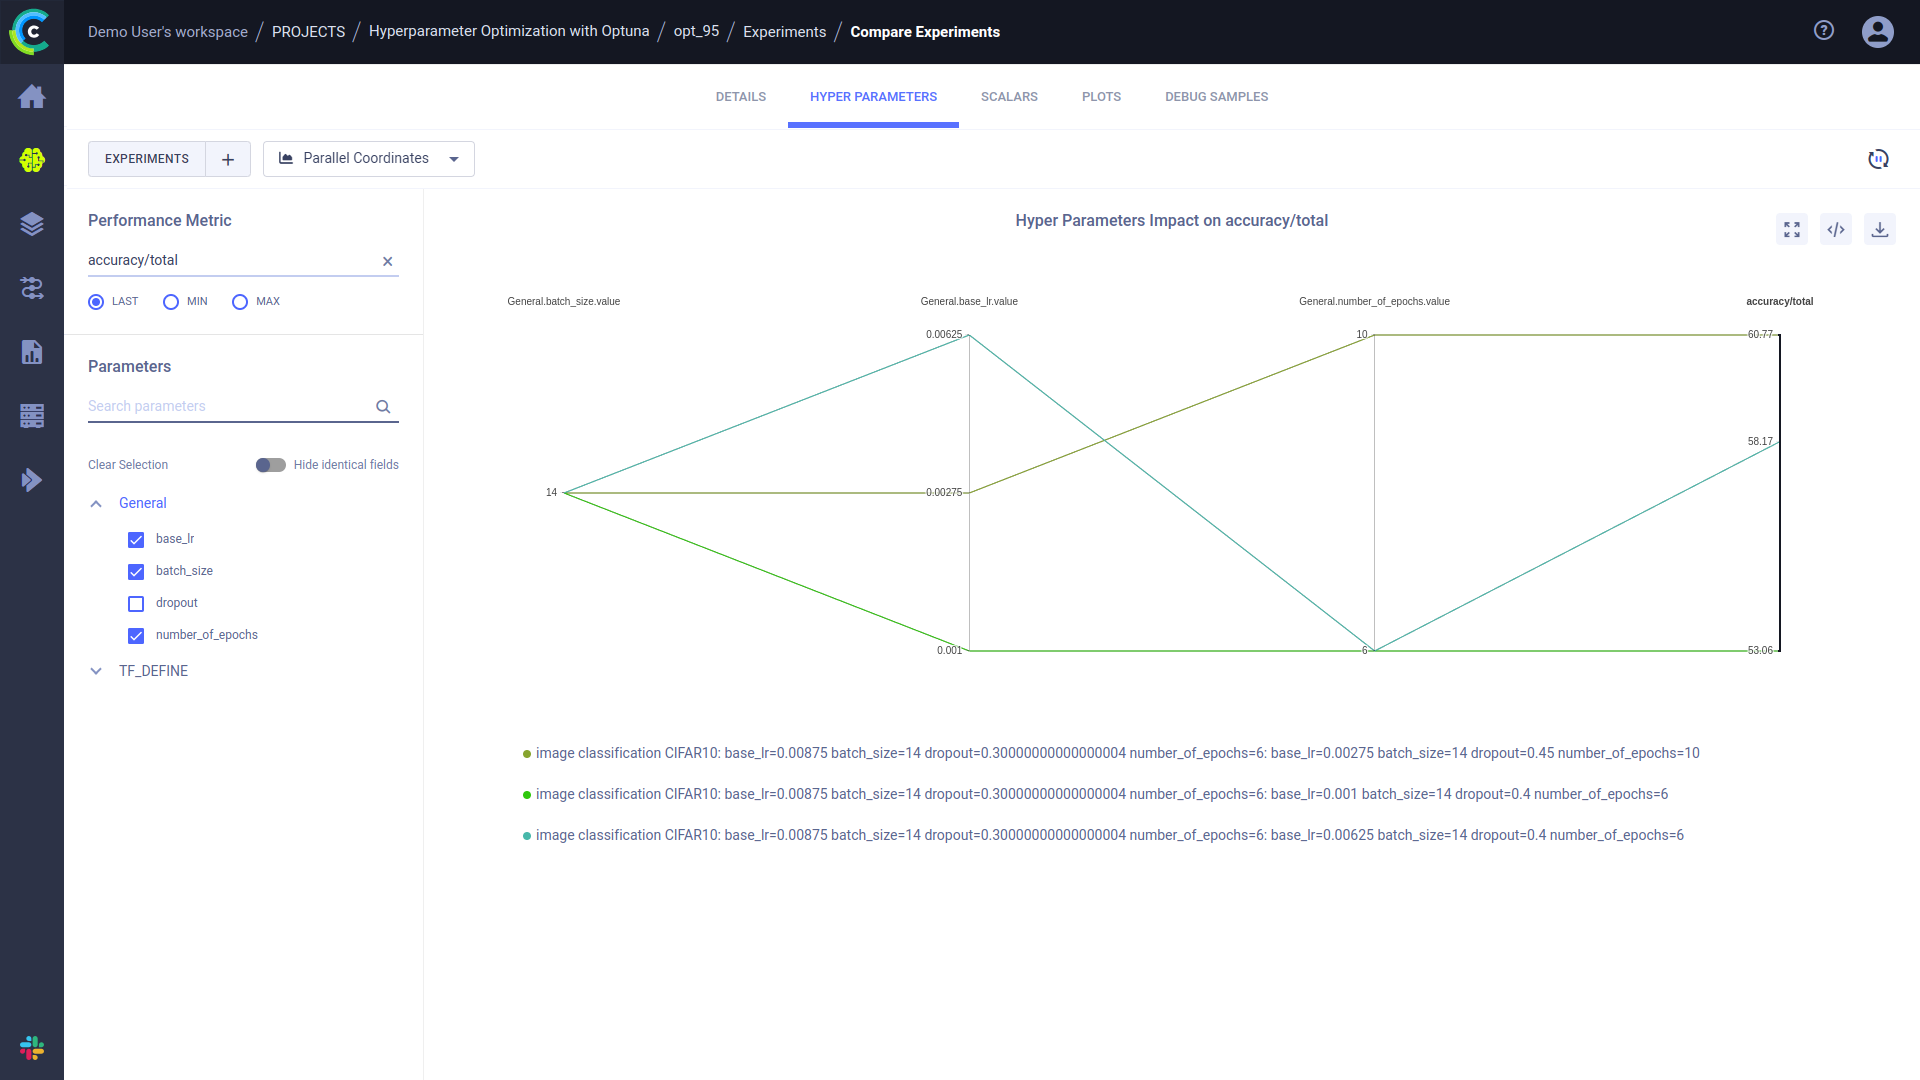 Demo User's workspace / PROJECTS / Hyperparameter Optimization with Optuna / opt_95 / Experiments / Compare Experiments
DETAILS HYPER PARAMETERS SCALARS PLOTS DEBUG SAMPLES
EXPERIMENTS + Parallel Coordinates
Performance Metric
accuracy/total
LAST MIN MAX
Parameters
Search parameters
Clear Selection Hide identical fields
General
base_lr
batch_size
dropout
number_of_epochs
TF_DEFINE
Hyper Parameters Impact on accuracy/total
General.batch_size.value General.base_lr.value General.number_of_epochs.value accuracy/total
0.00625 10 60.77
58.17
14 0.00275
0.001 6 53.06
image classification CIFAR10: base_lr=0.00875 batch_size=14 dropout=0.30000000000000004 number_of_epochs=6: base_lr=0.00275 batch_size=14 dropout=0.45 number_of_epochs=10
image classification CIFAR10: base_lr=0.00875 batch_size=14 dropout=0.30000000000000004 number_of_epochs=6: base_lr=0.001 batch_size=14 dropout=0.4 number_of_epochs=6
image classification CIFAR10: base_lr=0.00875 batch_size=14 dropout=0.30000000000000004 number_of_epochs=6: base_lr=0.00625 batch_size=14 dropout=0.4 number_of_epochs=6